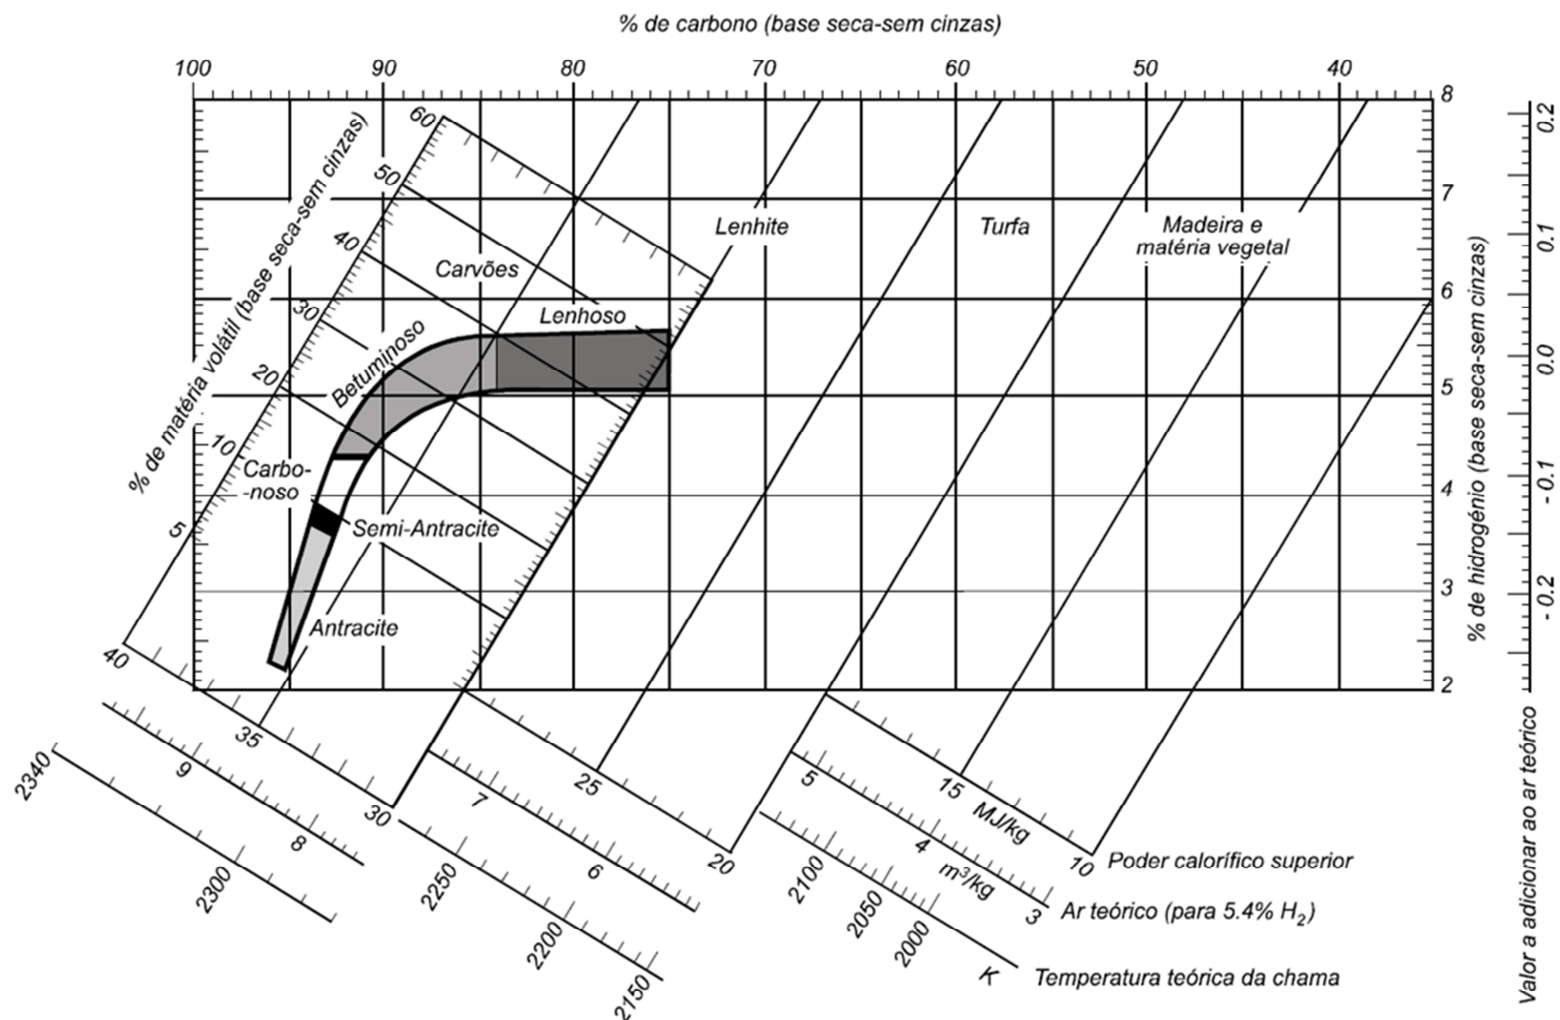 % de carbono (base seca-sem cinzas)
100 90 80 70 60 50 40
8
7
6
5
4
3
2
% de hidrogénio (base seca-sem cinzas)
0.2
0.1
0.0
- 0.1
- 0.2
Valor a adicionar ao ar teórico
% de matéria volátil (base seca-sem cinzas)
60
50
40
30
20
10
5
Lenhite
Turfa
Madeira e
matéria vegetal
Carvões
Lenhoso
Betuminoso
Carbo-
-noso
Semi-Antracite
Antracite
40 35 30 25 20 15 10
MJ/kg
Poder calorífico superior
9 8 7 6 5 4 3
m³/kg
Ar teórico (para 5.4% H₂)
2340 2300 2250 2200 2150 2100 2050 2000
K
Temperatura teórica da chama